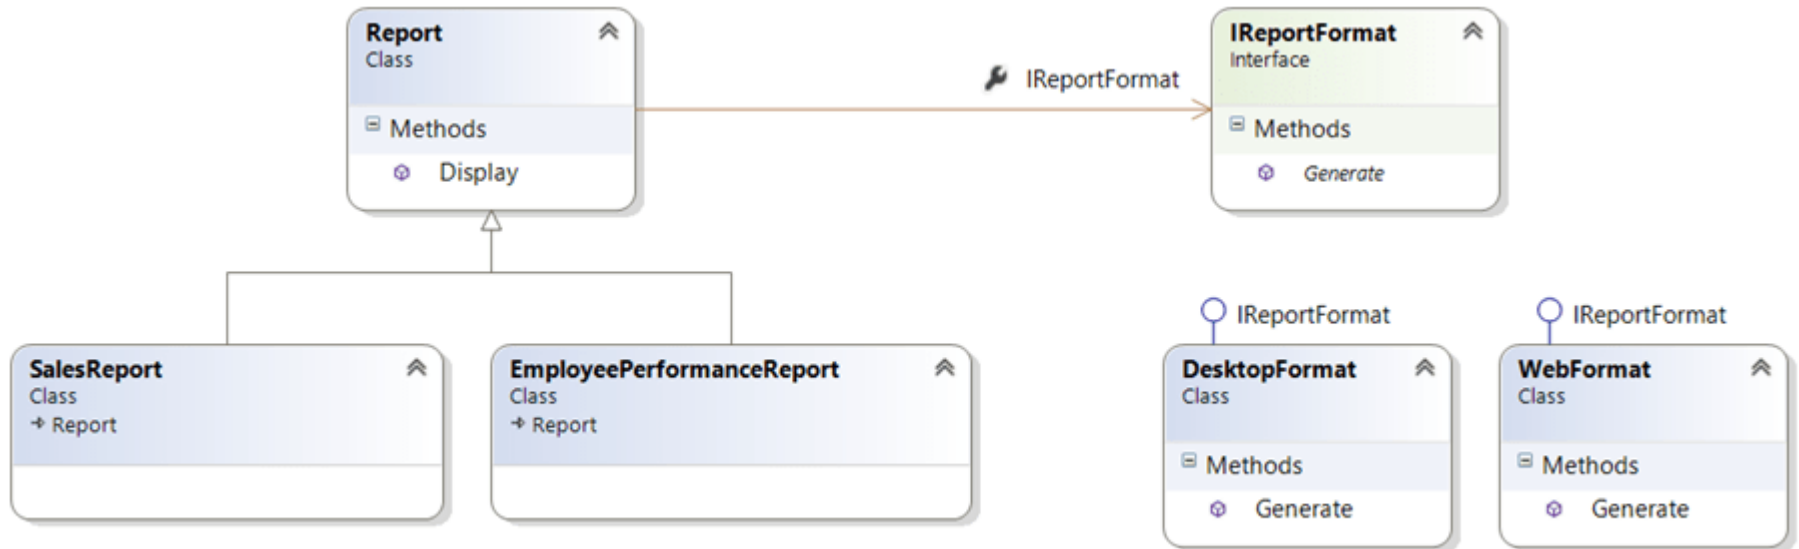 Report
Class
Methods
Display
IReportFormat
IReportFormat
Interface
Methods
Generate
SalesReport
Class
Report
EmployeePerformanceReport
Class
Report
IReportFormat
DesktopFormat
Class
Methods
Generate
IReportFormat
WebFormat
Class
Methods
Generate